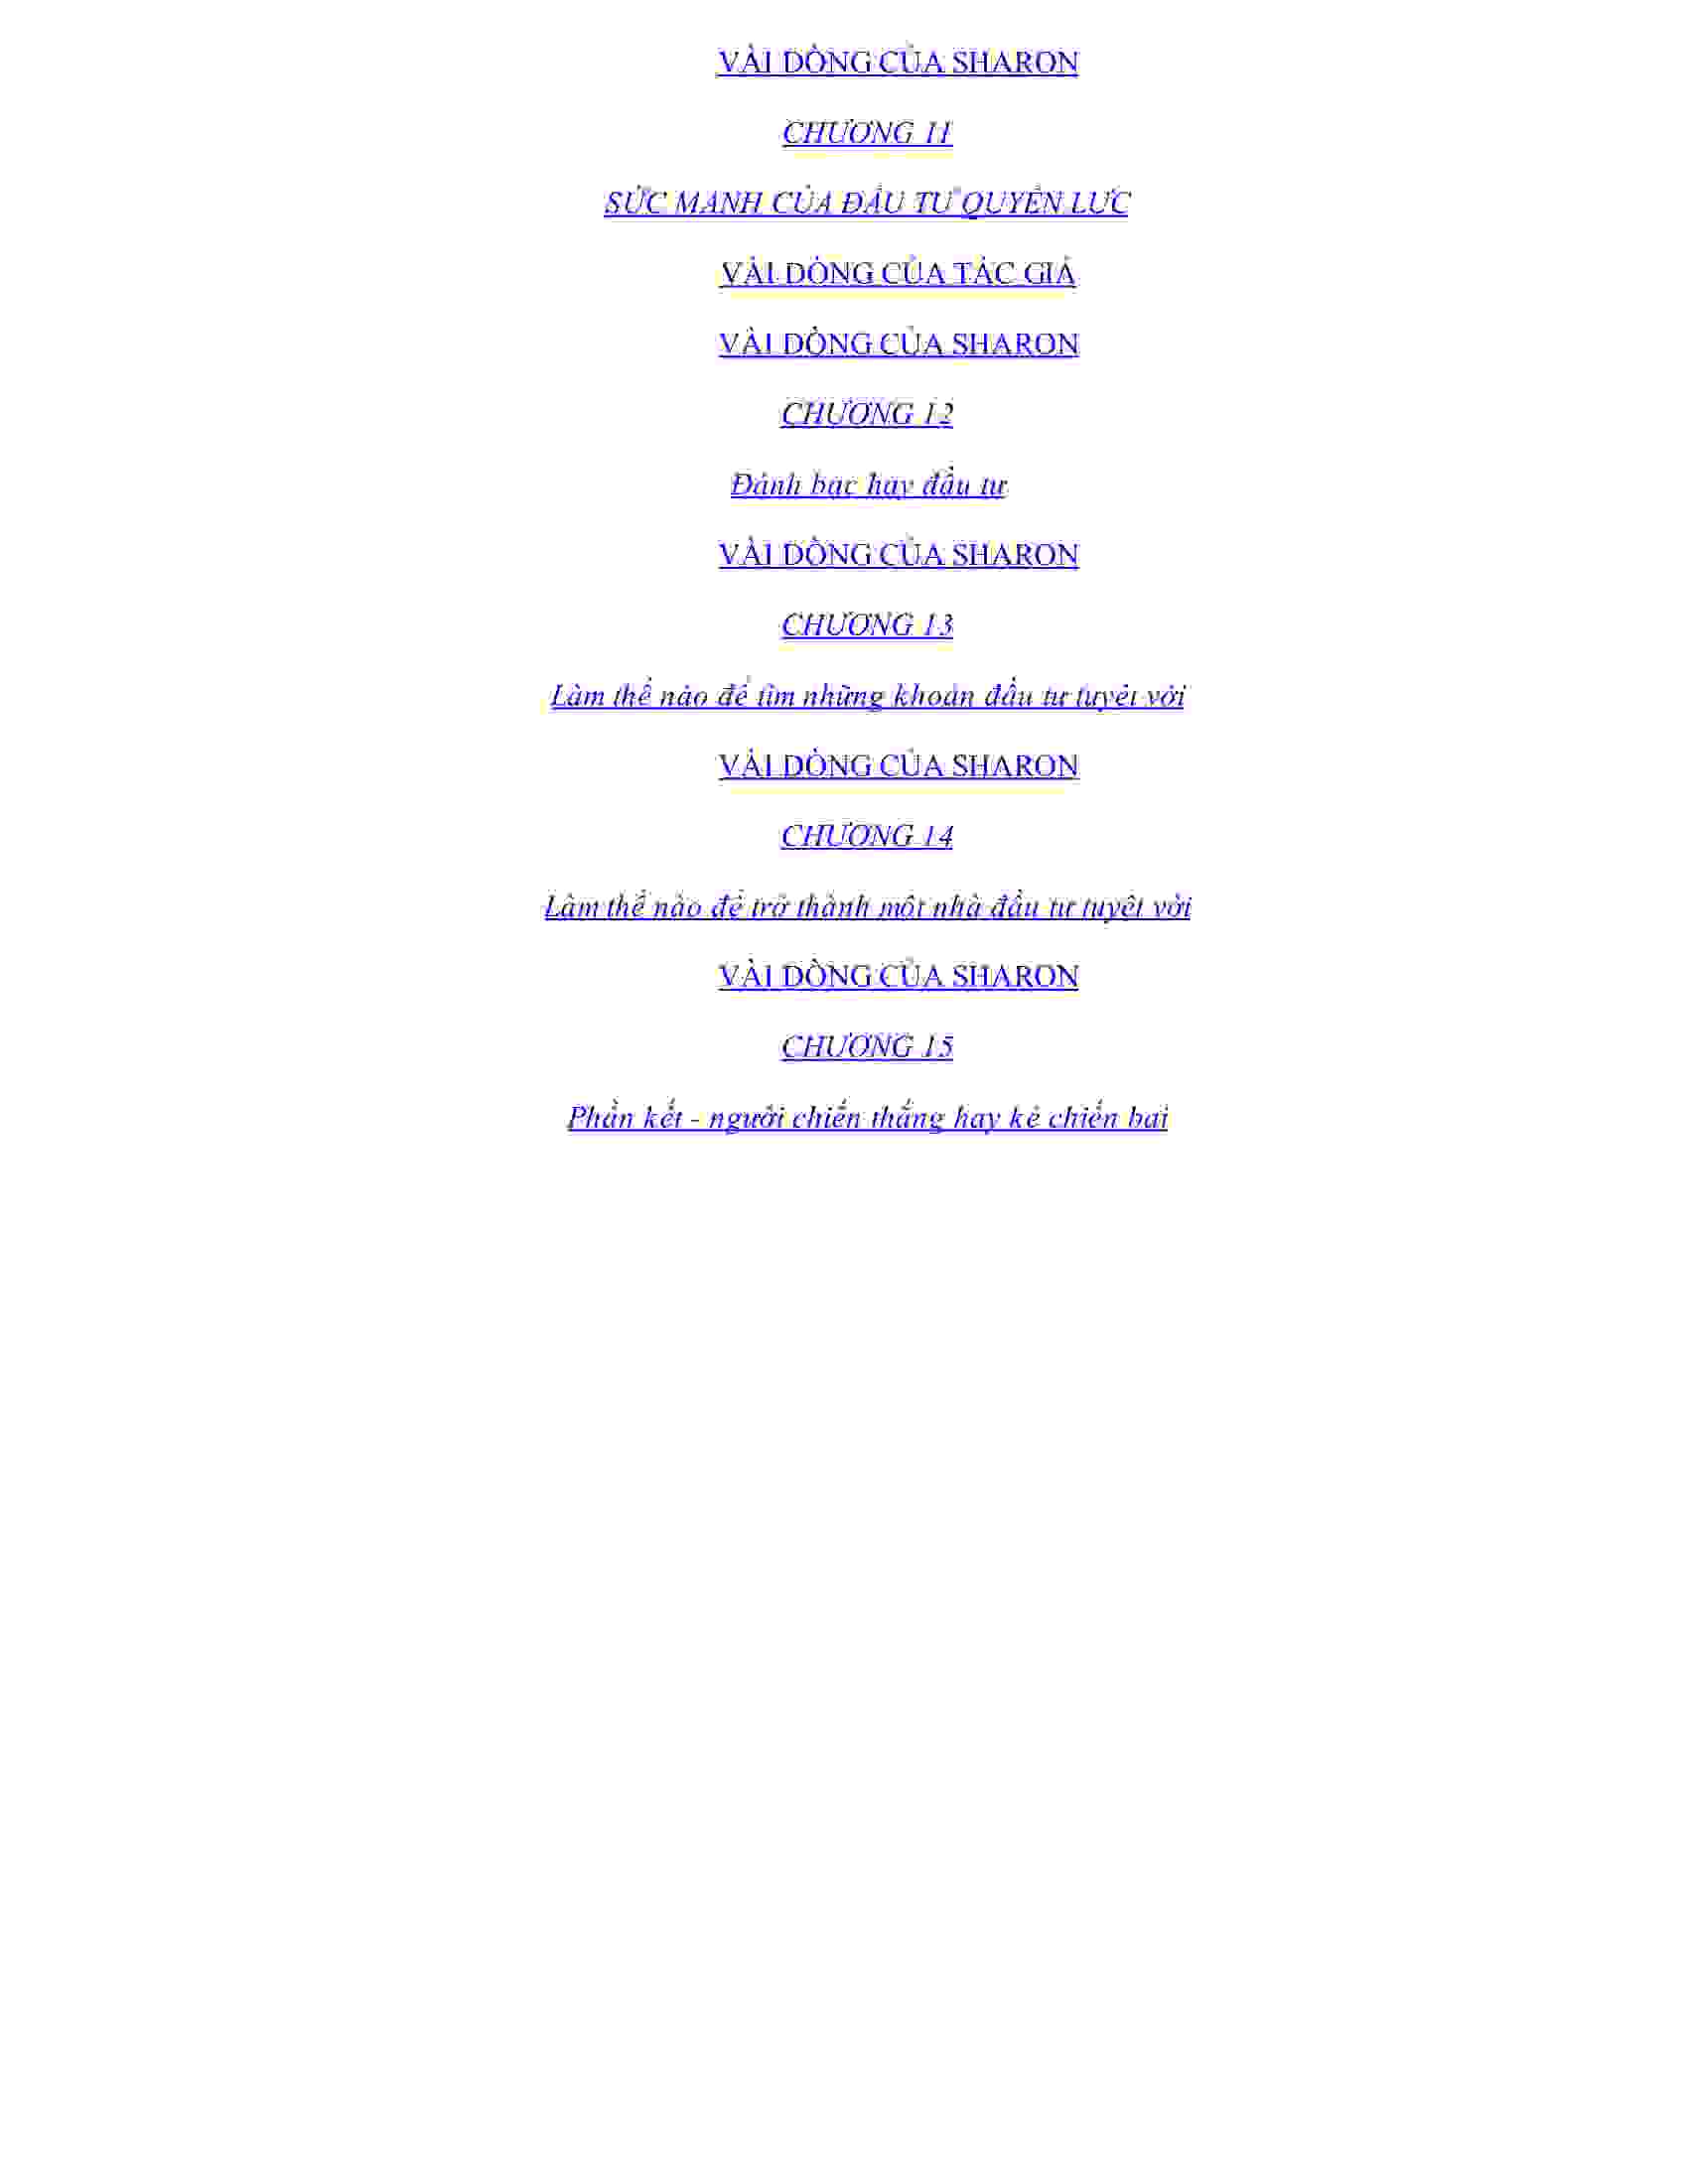 VÀI DÒNG CỦA SHARON
CHƯƠNG 11
SỨC MẠNH CỦA ĐẦU TƯ QUYỀN LỰC
VÀI DÒNG CỦA TÁC GIẢ
VÀI DÒNG CỦA SHARON
CHƯƠNG 12
Đánh bạc hay đầu tư
VÀI DÒNG CỦA SHARON
CHƯƠNG 13
Làm thế nào để tìm những khoản đầu tư tuyệt vời
VÀI DÒNG CỦA SHARON
CHƯƠNG 14
Làm thế nào để trở thành một nhà đầu tư tuyệt vời
VÀI DÒNG CỦA SHARON
CHƯƠNG 15
Phần kết - người chiến thắng hay kẻ chiến bại